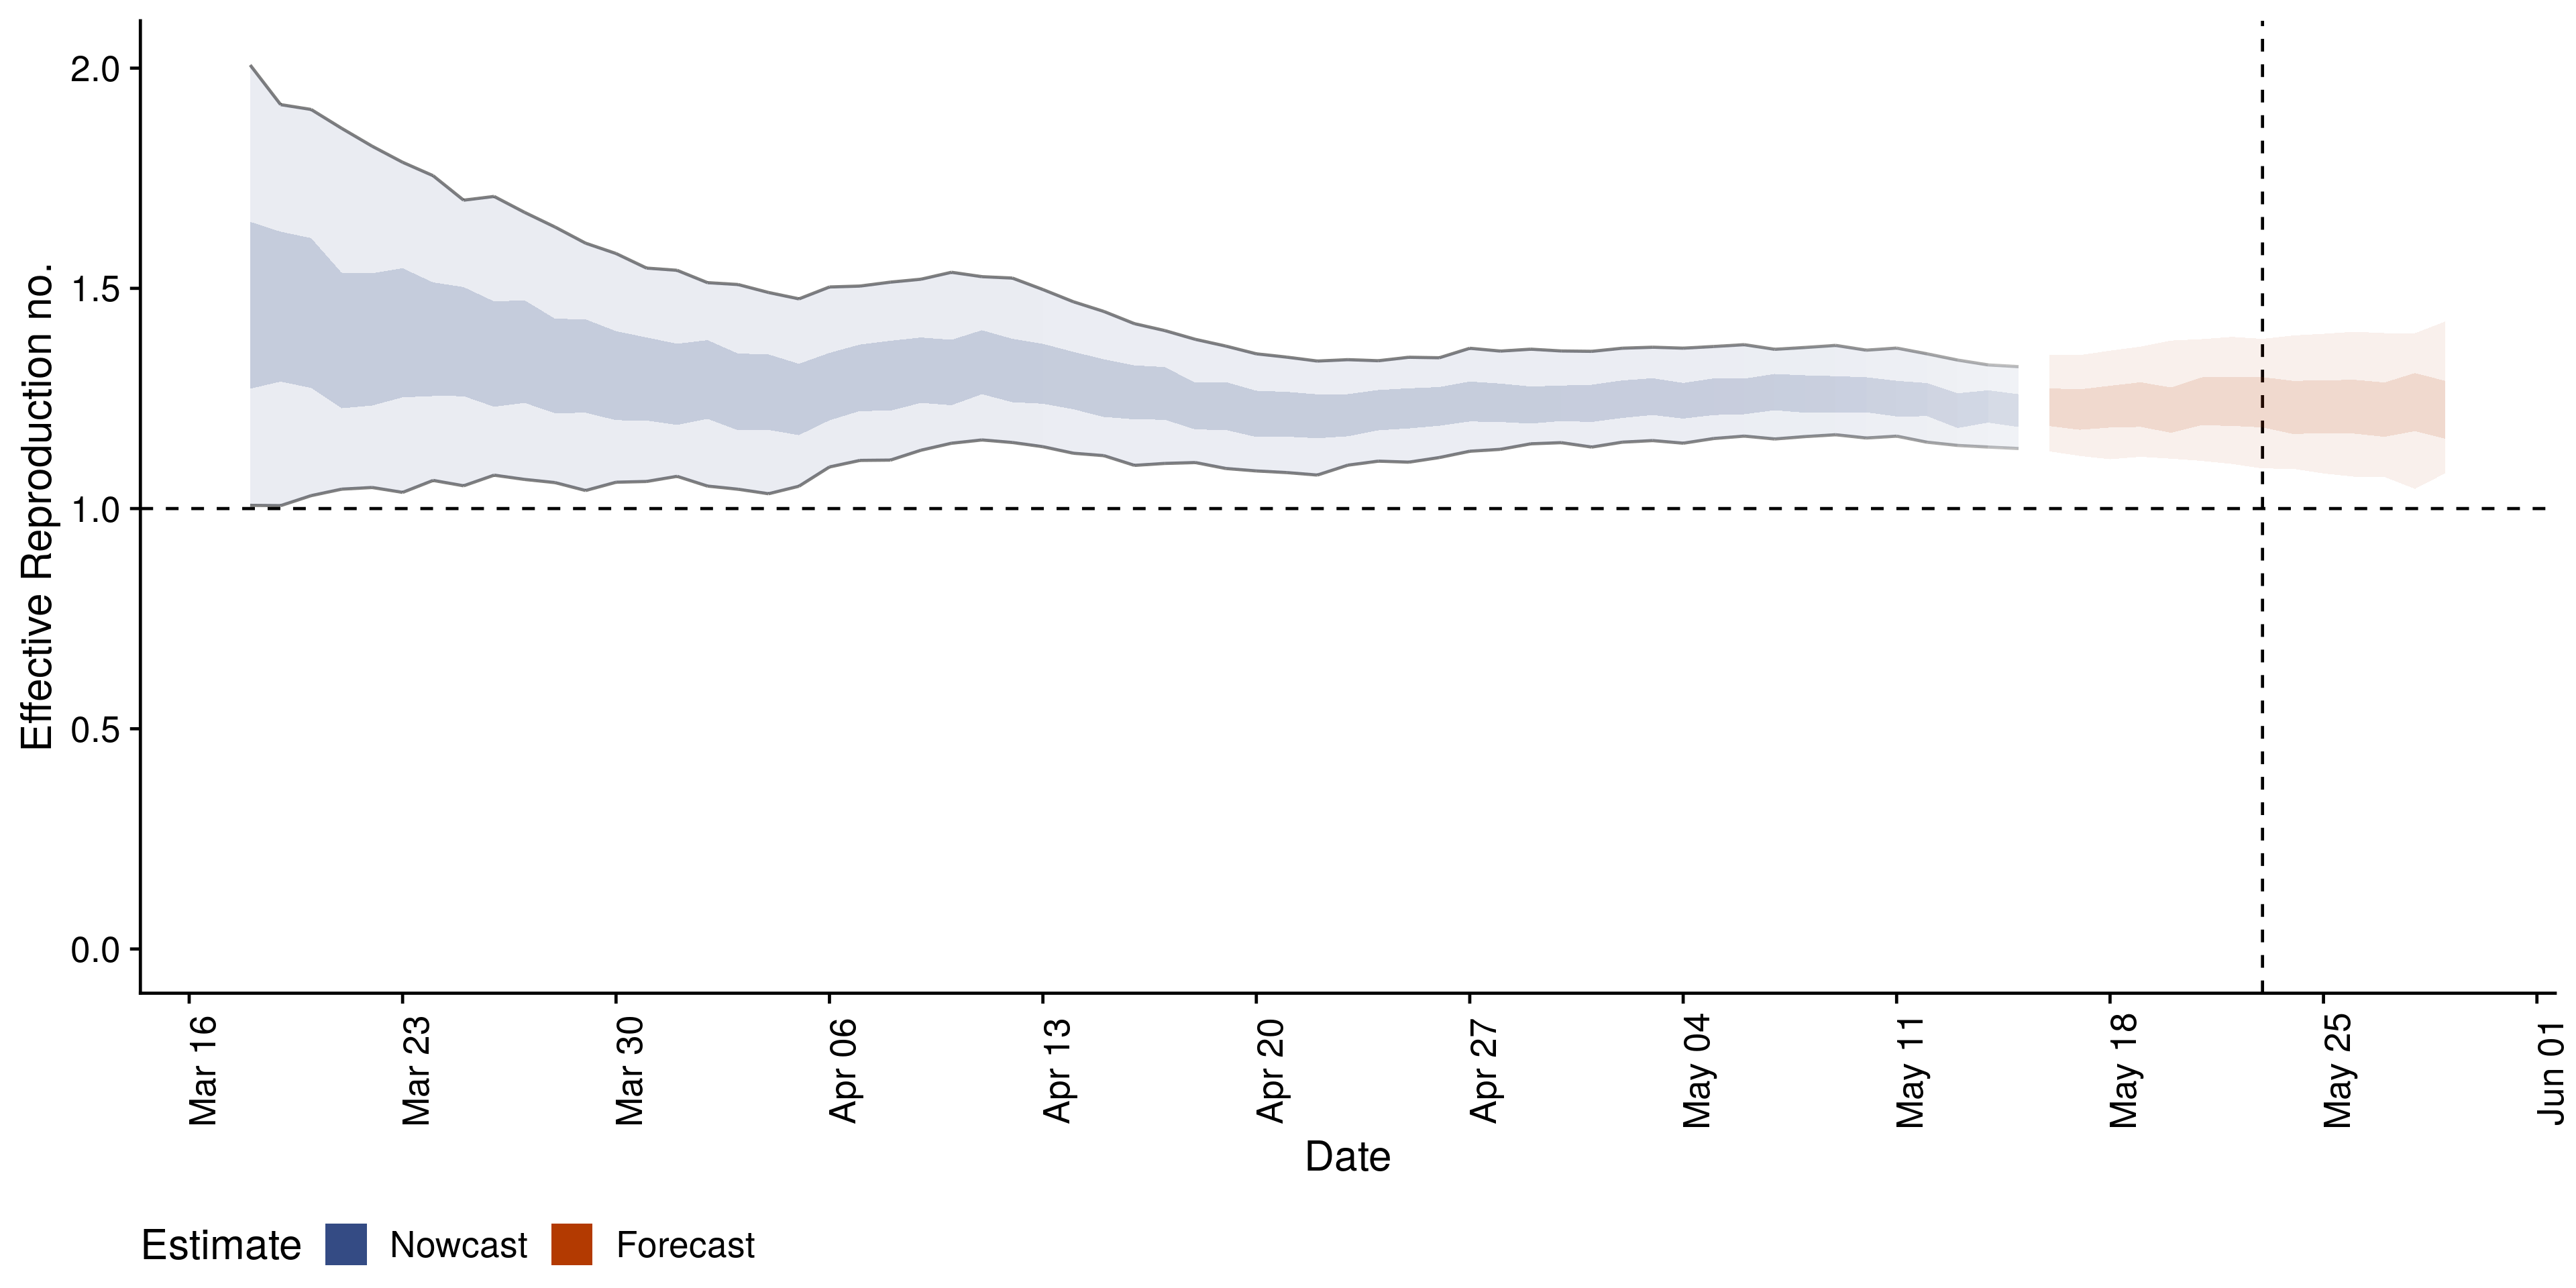 Effective Reproduction no.
2.0
1.5
1.0
0.5
0.0
Mar 16
Mar 23
Mar 30
Apr 06
Apr 13
Apr 20
Apr 27
May 04
May 11
May 18
May 25
Jun 01
Date
Estimate Nowcast Forecast